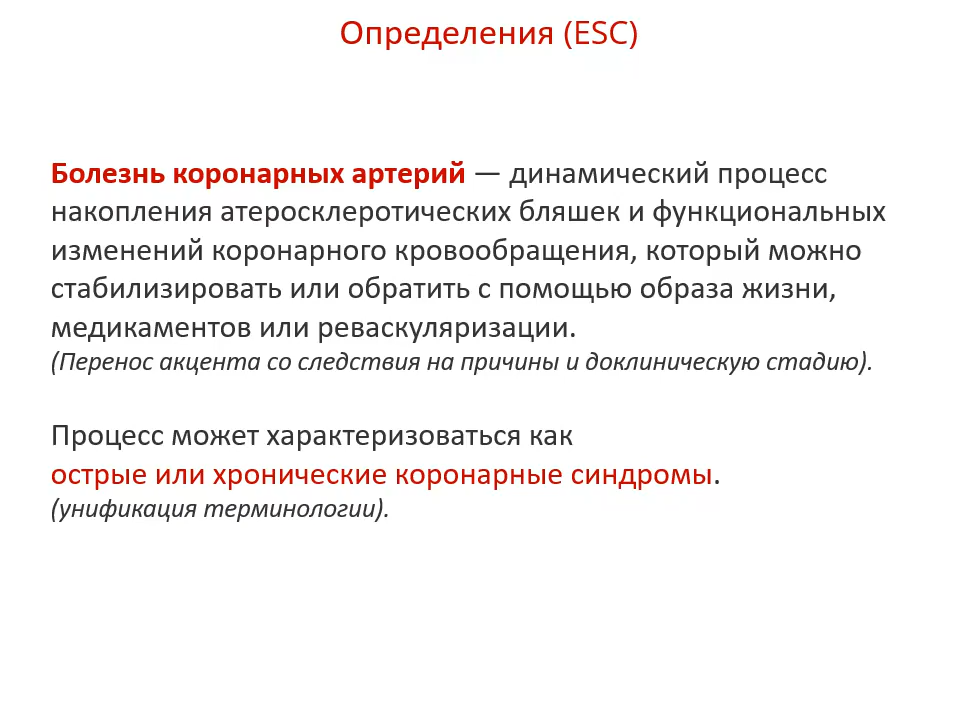 Определения (ESC)
Болезнь коронарных артерий — динамический процесс
накопления атеросклеротических бляшек и функциональных
изменений коронарного кровообращения, который можно
стабилизировать или обратить с помощью образа жизни,
медикаментов или реваскуляризации.
(Перенос акцента со следствия на причины и доклиническую стадию).
Процесс может характеризоваться как
острые или хронические коронарные синдромы.
(унификация терминологии).